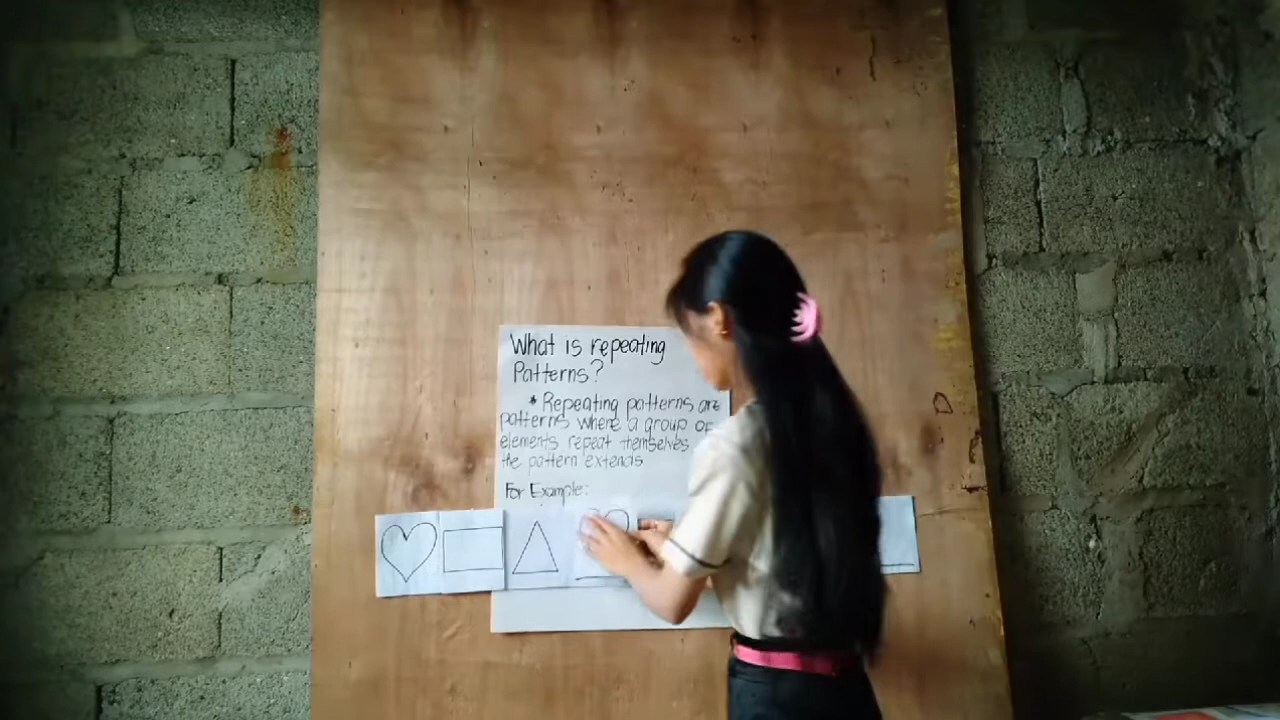 What is repeating
Patterns?
* Repeating patterns are
patterns where a group of
elements repeat themselves
the pattern extends
For Example: